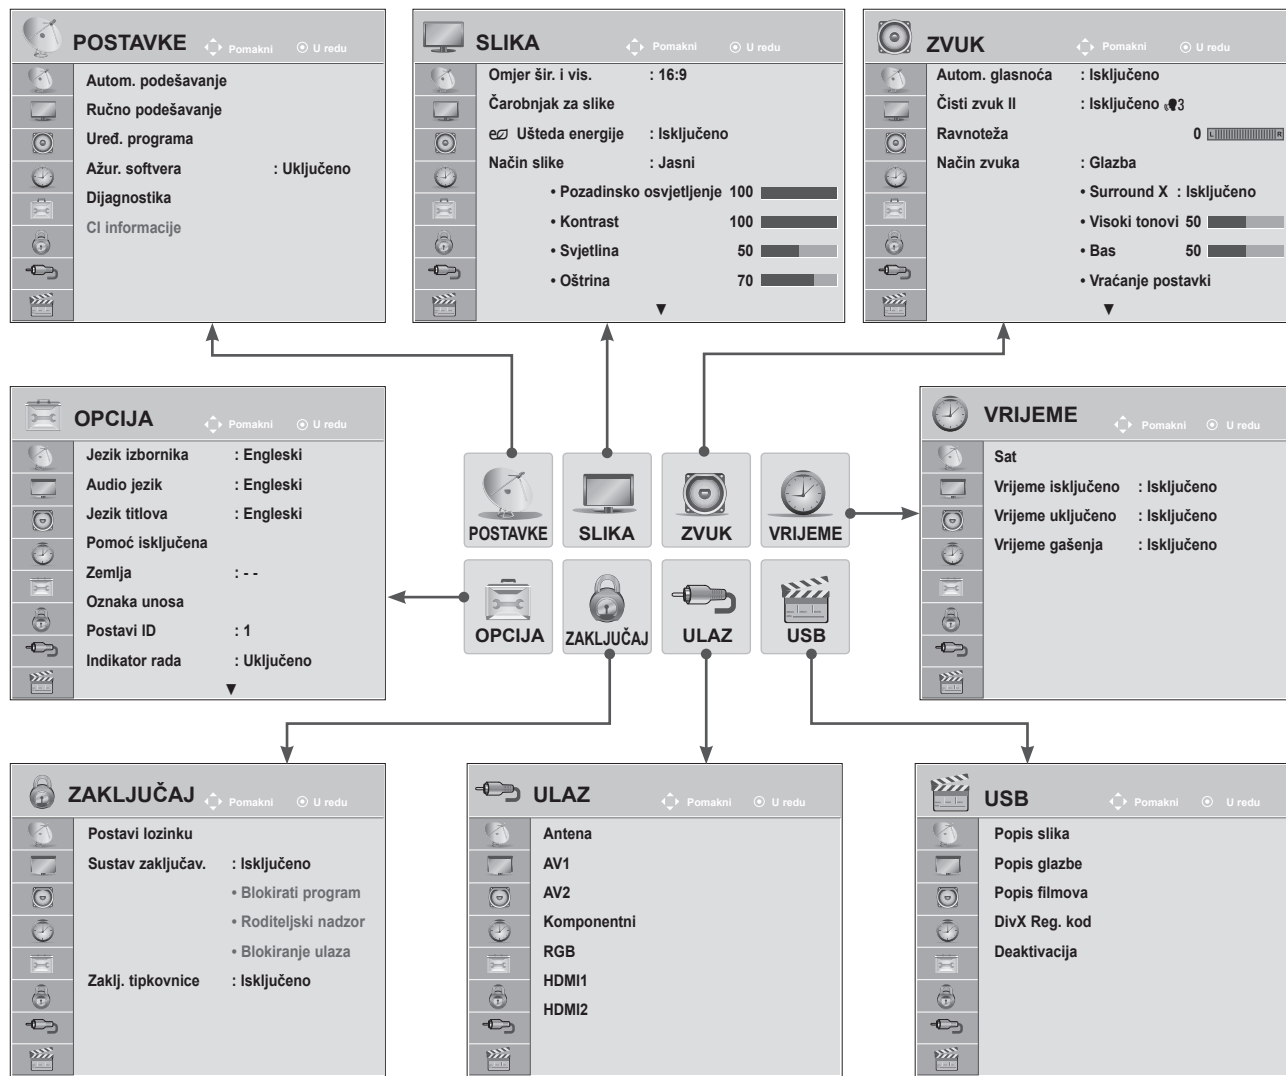 POSTAVKE Pomakni U redu
Autom. podešavanje
Ručno podešavanje
Uređ. programa
Ažur. softvera : Uključeno
Dijagnostika
CI informacije
SLIKA Pomakni U redu
Omjer šir. i vis. : 16:9
Čarobnjak za slike
e Ušteda energije : Isključeno
Način slike : Jasni
• Pozadinsko osvjetljenje 100
• Kontrast 100
• Svjetlina 50
• Oštrina 70
▼
ZVUK Pomakni U redu
Autom. glasnoća : Isključeno
Čisti zvuk II : Isključeno 3
Ravnoteža 0 L R
Način zvuka : Glazba
• Surround X : Isključeno
• Visoki tonovi 50
• Bas 50
• Vraćanje postavki
▼
OPCIJA Pomakni U redu
Jezik izbornika : Engleski
Audio jezik : Engleski
Jezik titlova : Engleski
Pomoć isključena
Zemlja : - -
Oznaka unosa
Postavi ID : 1
Indikator rada : Uključeno
▼
POSTAVKE SLIKA ZVUK VRIJEME
OPCIJA ZAKLJUČAJ ULAZ USB
VRIJEME Pomakni U redu
Sat
Vrijeme isključeno : Isključeno
Vrijeme uključeno : Isključeno
Vrijeme gašenja : Isključeno
ZAKLJUČAJ Pomakni U redu
Postavi lozinku
Sustav zaključav. : Isključeno
• Blokirati program
• Roditeljski nadzor
• Blokiranje ulaza
Zaklj. tipkovnice : Isključeno
ULAZ Pomakni U redu
Antena
AV1
AV2
Komponentni
RGB
HDMI1
HDMI2
USB Pomakni U redu
Popis slika
Popis glazbe
Popis filmova
DivX Reg. kod
Deaktivacija